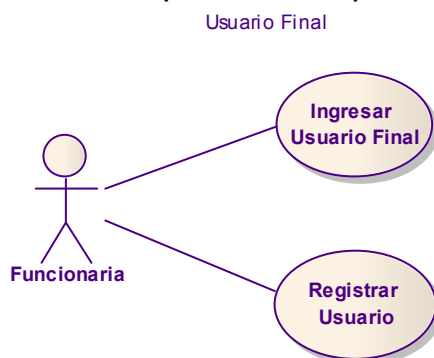 Usuario Final
Ingresar
Usuario Final
Funcionaria
Registrar
Usuario